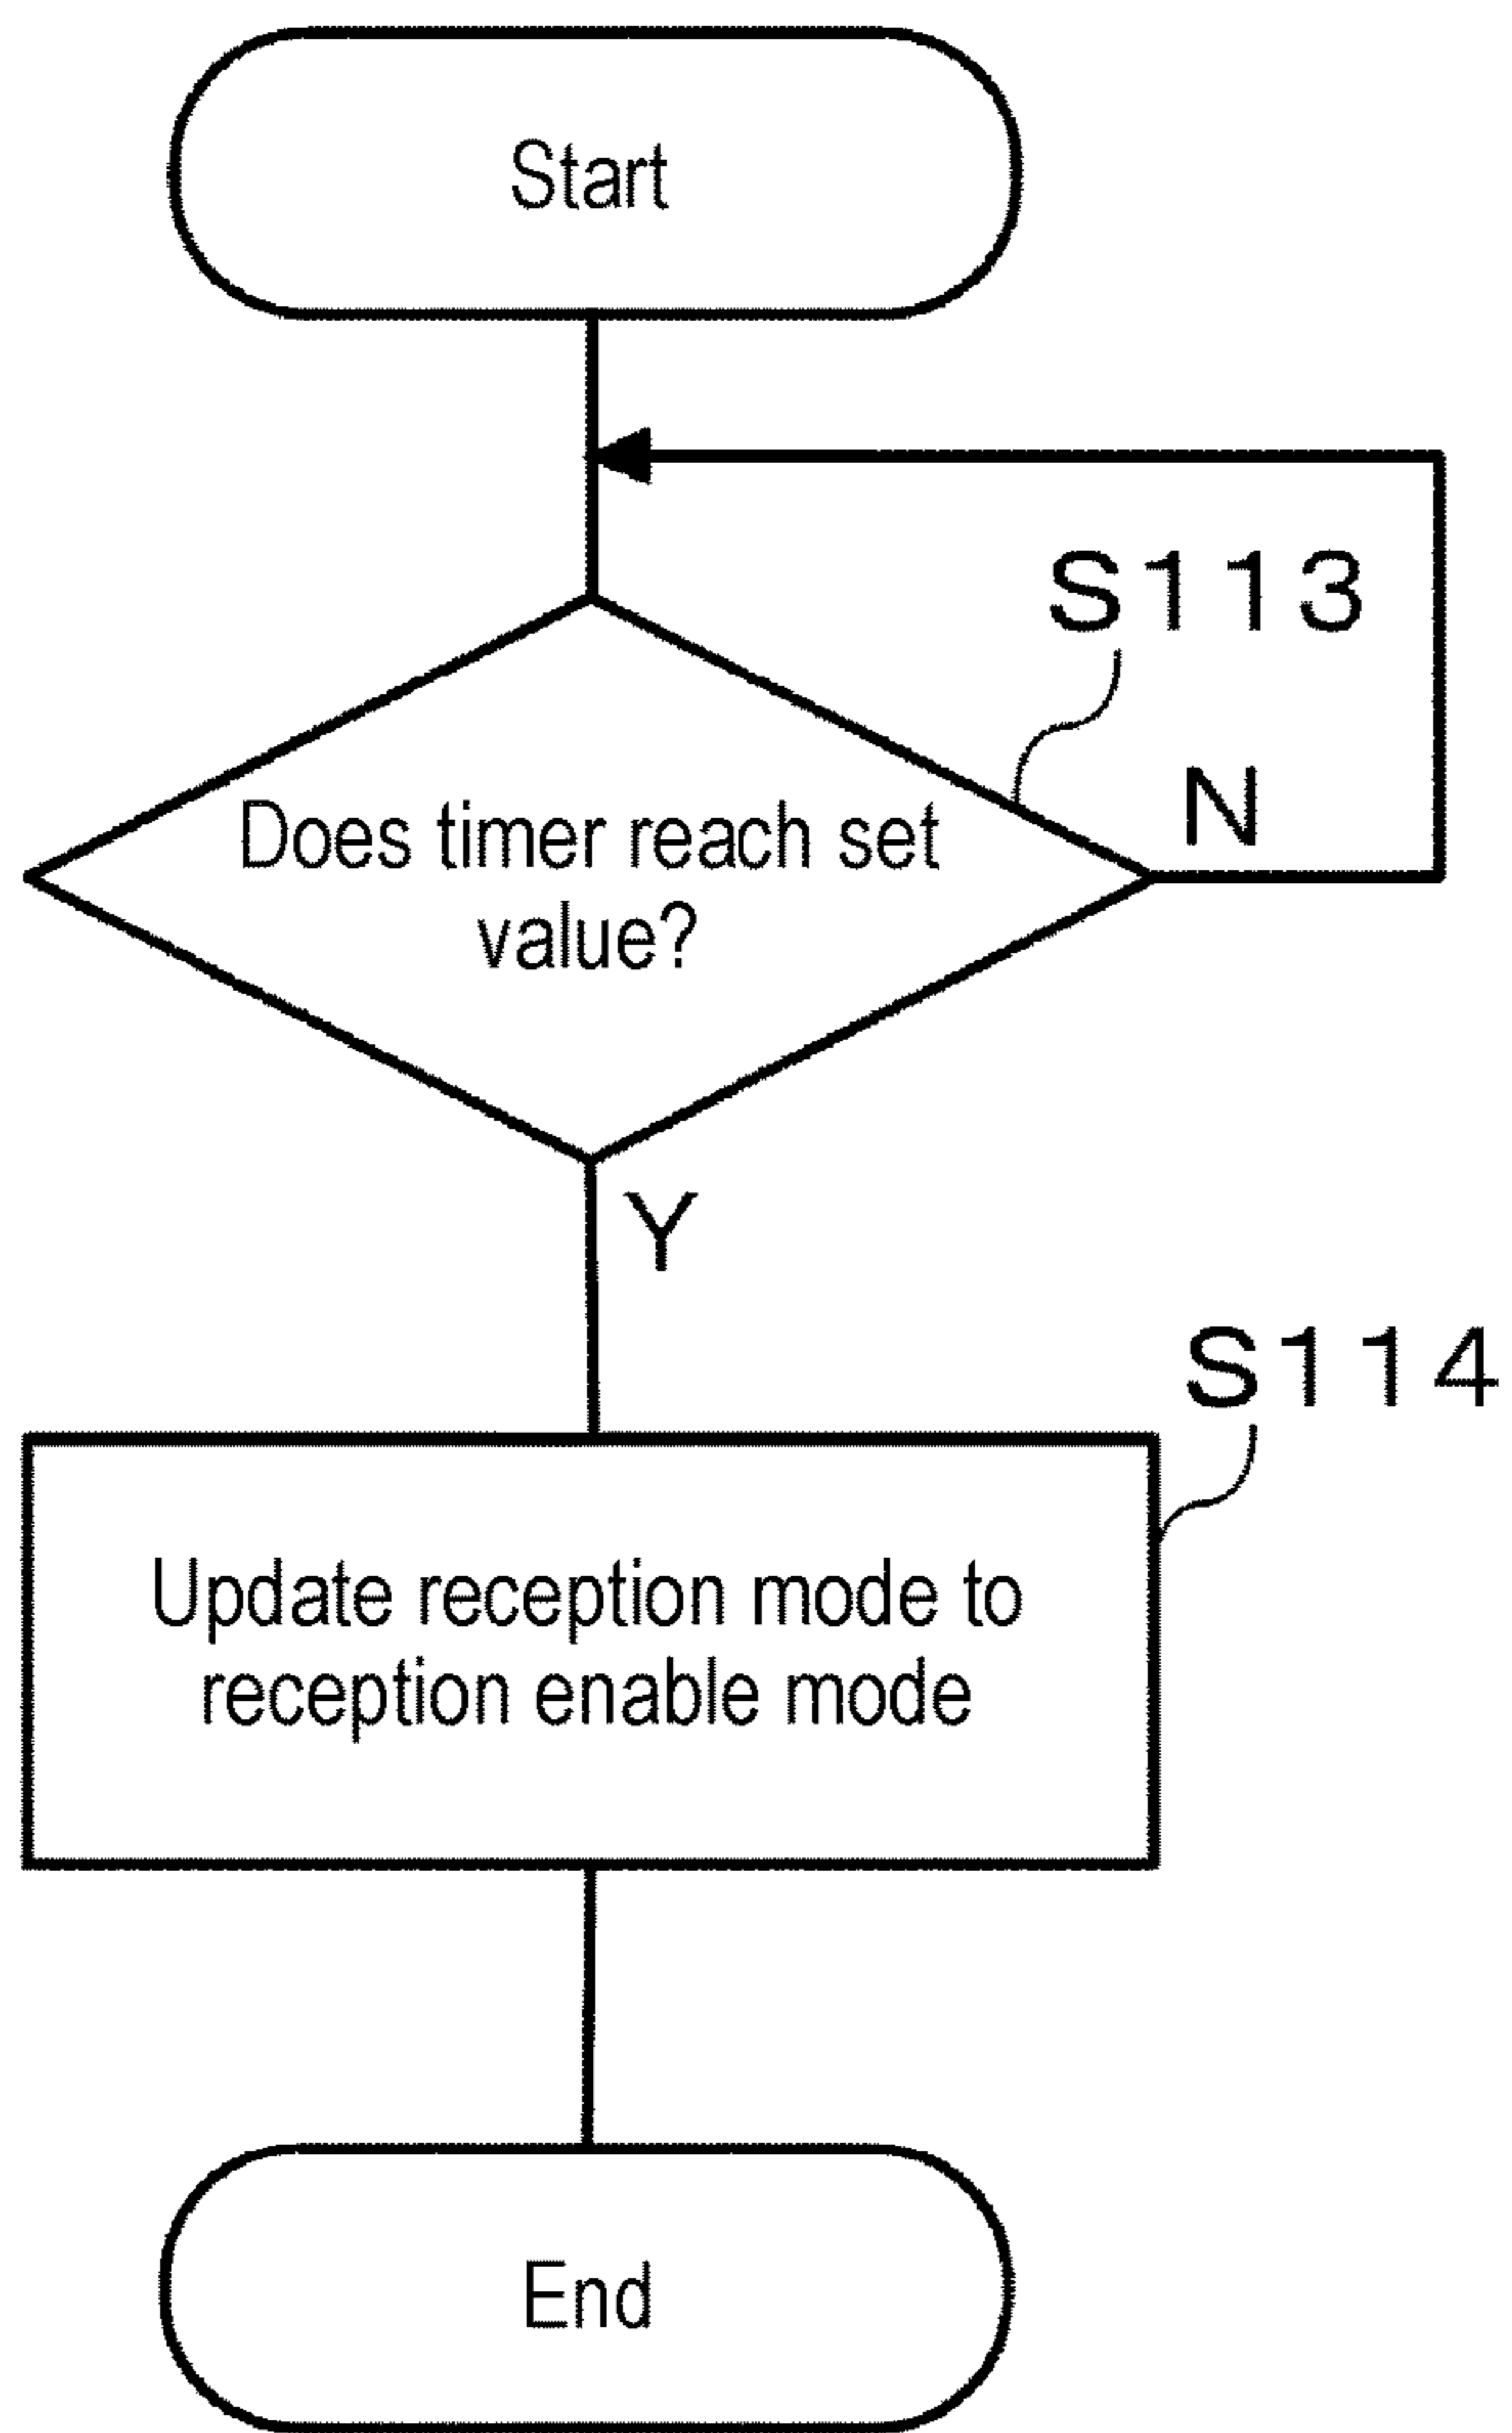 Start
S113
N
Does timer reach set
value?
Y
S114
Update reception mode to
reception enable mode
End